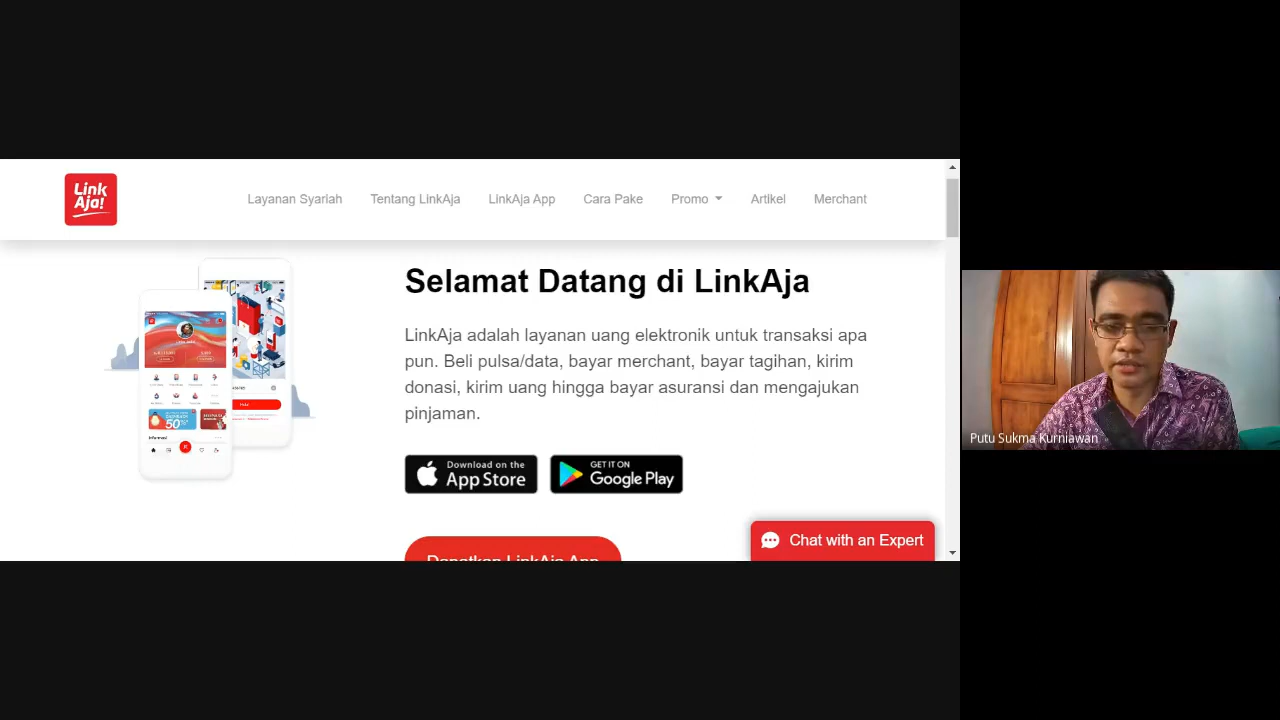 Link
Aja!
Layanan Syariah
Tentang LinkAja
LinkAja App
Cara Pake
Promo
Artikel
Merchant
Selamat Datang di LinkAja
LinkAja adalah layanan uang elektronik untuk transaksi apa
pun. Beli pulsa/data, bayar merchant, bayar tagihan, kirim
donasi, kirim uang hingga bayar asuransi dan mengajukan
pinjaman.
50%
Informasi
Download on the
App Store
GET IT ON
Google Play
Chat with an Expert
Putu Sukma Kurniawan